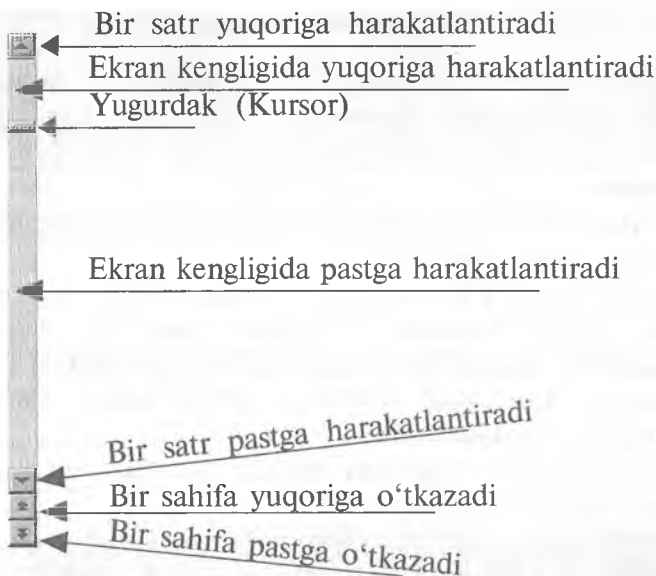 Bir satr yuqoriga harakatlantiradi
Ekran kengligida yuqoriga harakatlantiradi
Yugurdak (Kursor)
Ekran kengligida pastga harakatlantiradi
Bir satr pastga harakatlantiradi
Bir sahifa yuqoriga o‘tkazadi
Bir sahifa pastga o‘tkazadi